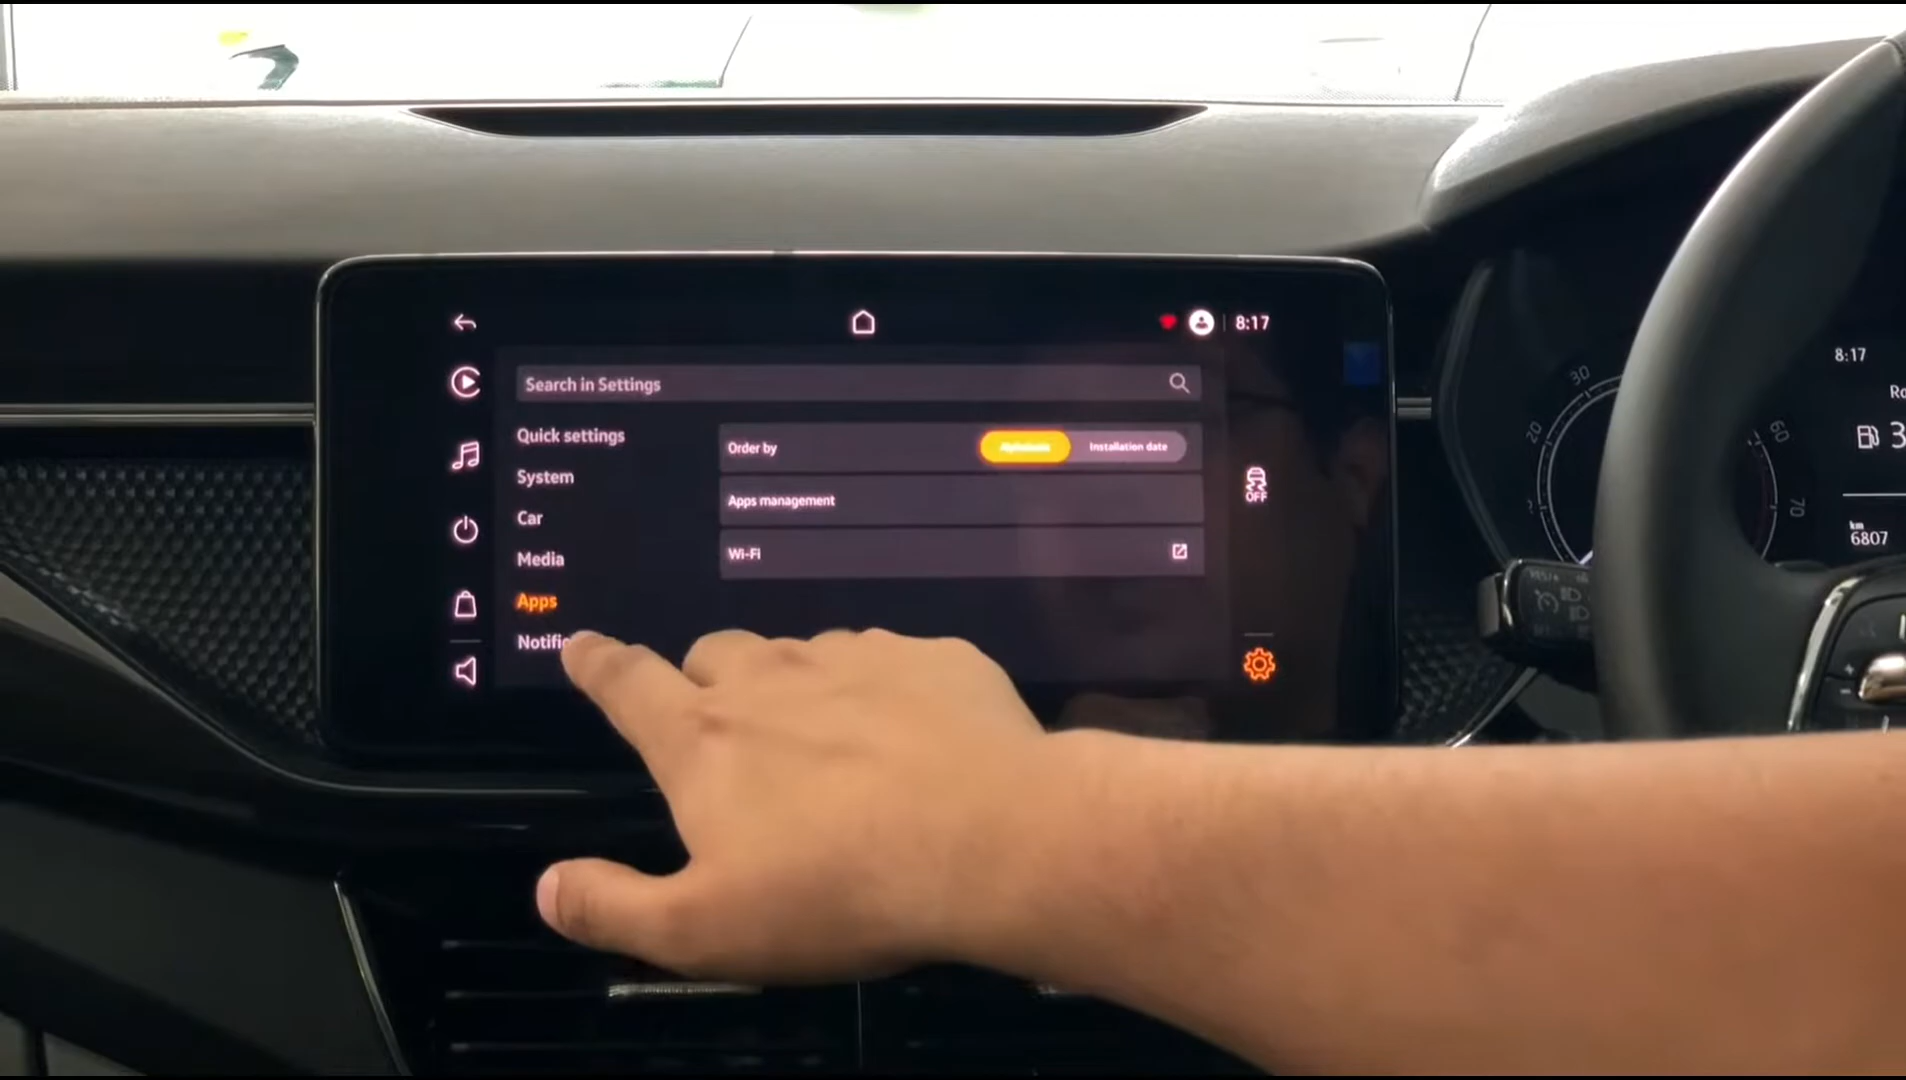 8:17
Search in Settings
Quick settings
System
Car
Media
Apps
Notific
Order by
Installation date
Apps management
Wi-Fi
OFF
8:17
30
20
60
70
3
km
6807